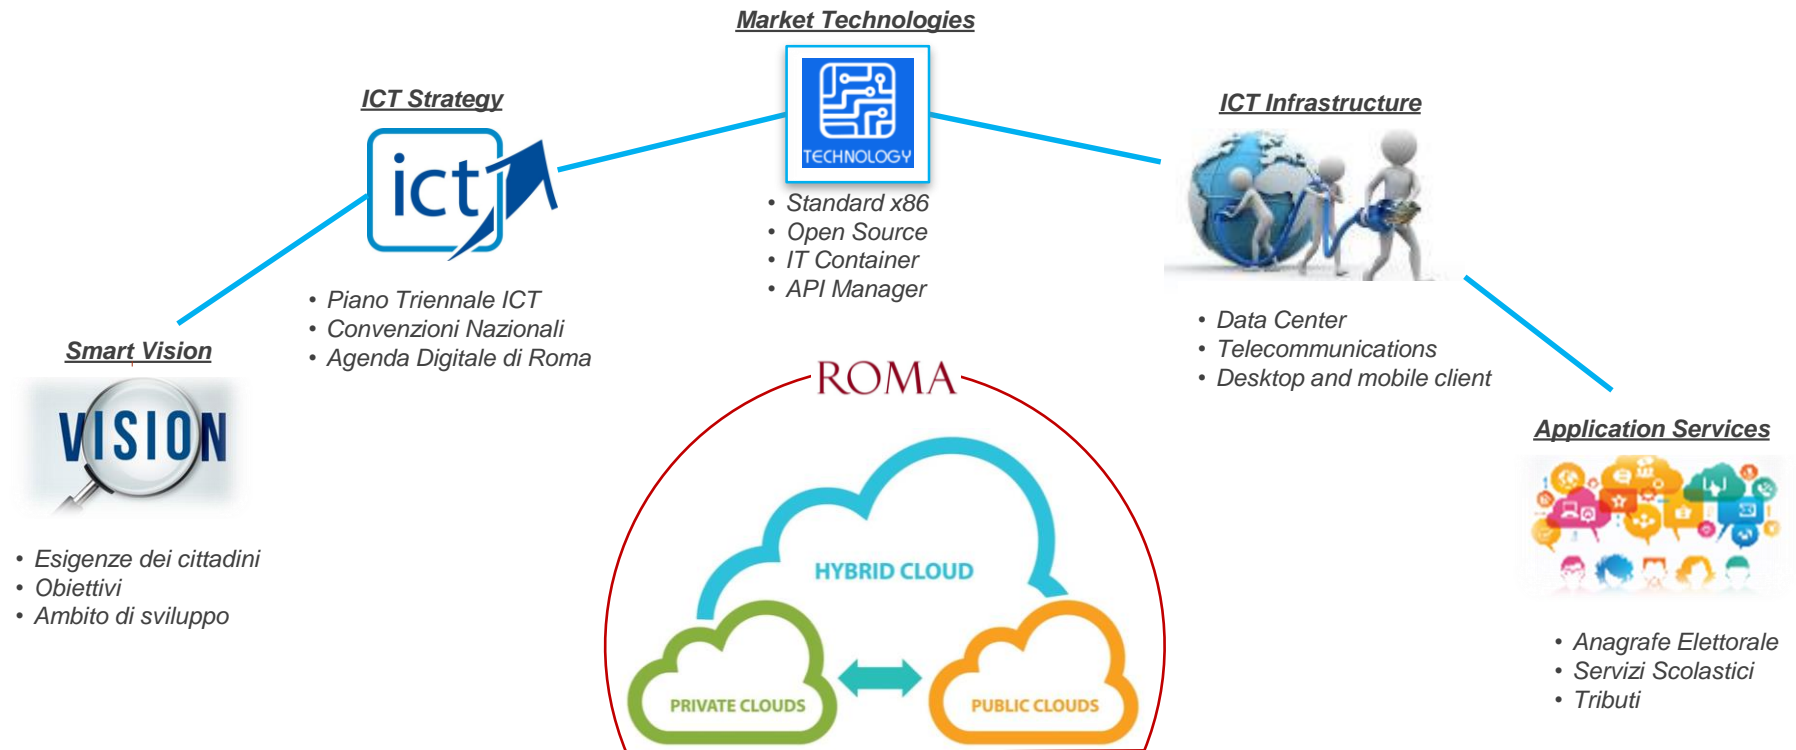 Market Technologies
TECHNOLOGY
• Standard x86
• Open Source
• IT Container
• API Manager
ICT Strategy
ict
• Piano Triennale ICT
• Convenzioni Nazionali
• Agenda Digitale di Roma
ICT Infrastructure
• Data Center
• Telecommunications
• Desktop and mobile client
Smart Vision
VISION
• Esigenze dei cittadini
• Obiettivi
• Ambito di sviluppo
ROMA
HYBRID CLOUD
PRIVATE CLOUDS
PUBLIC CLOUDS
Application Services
• Anagrafe Elettorale
• Servizi Scolastici
• Tributi